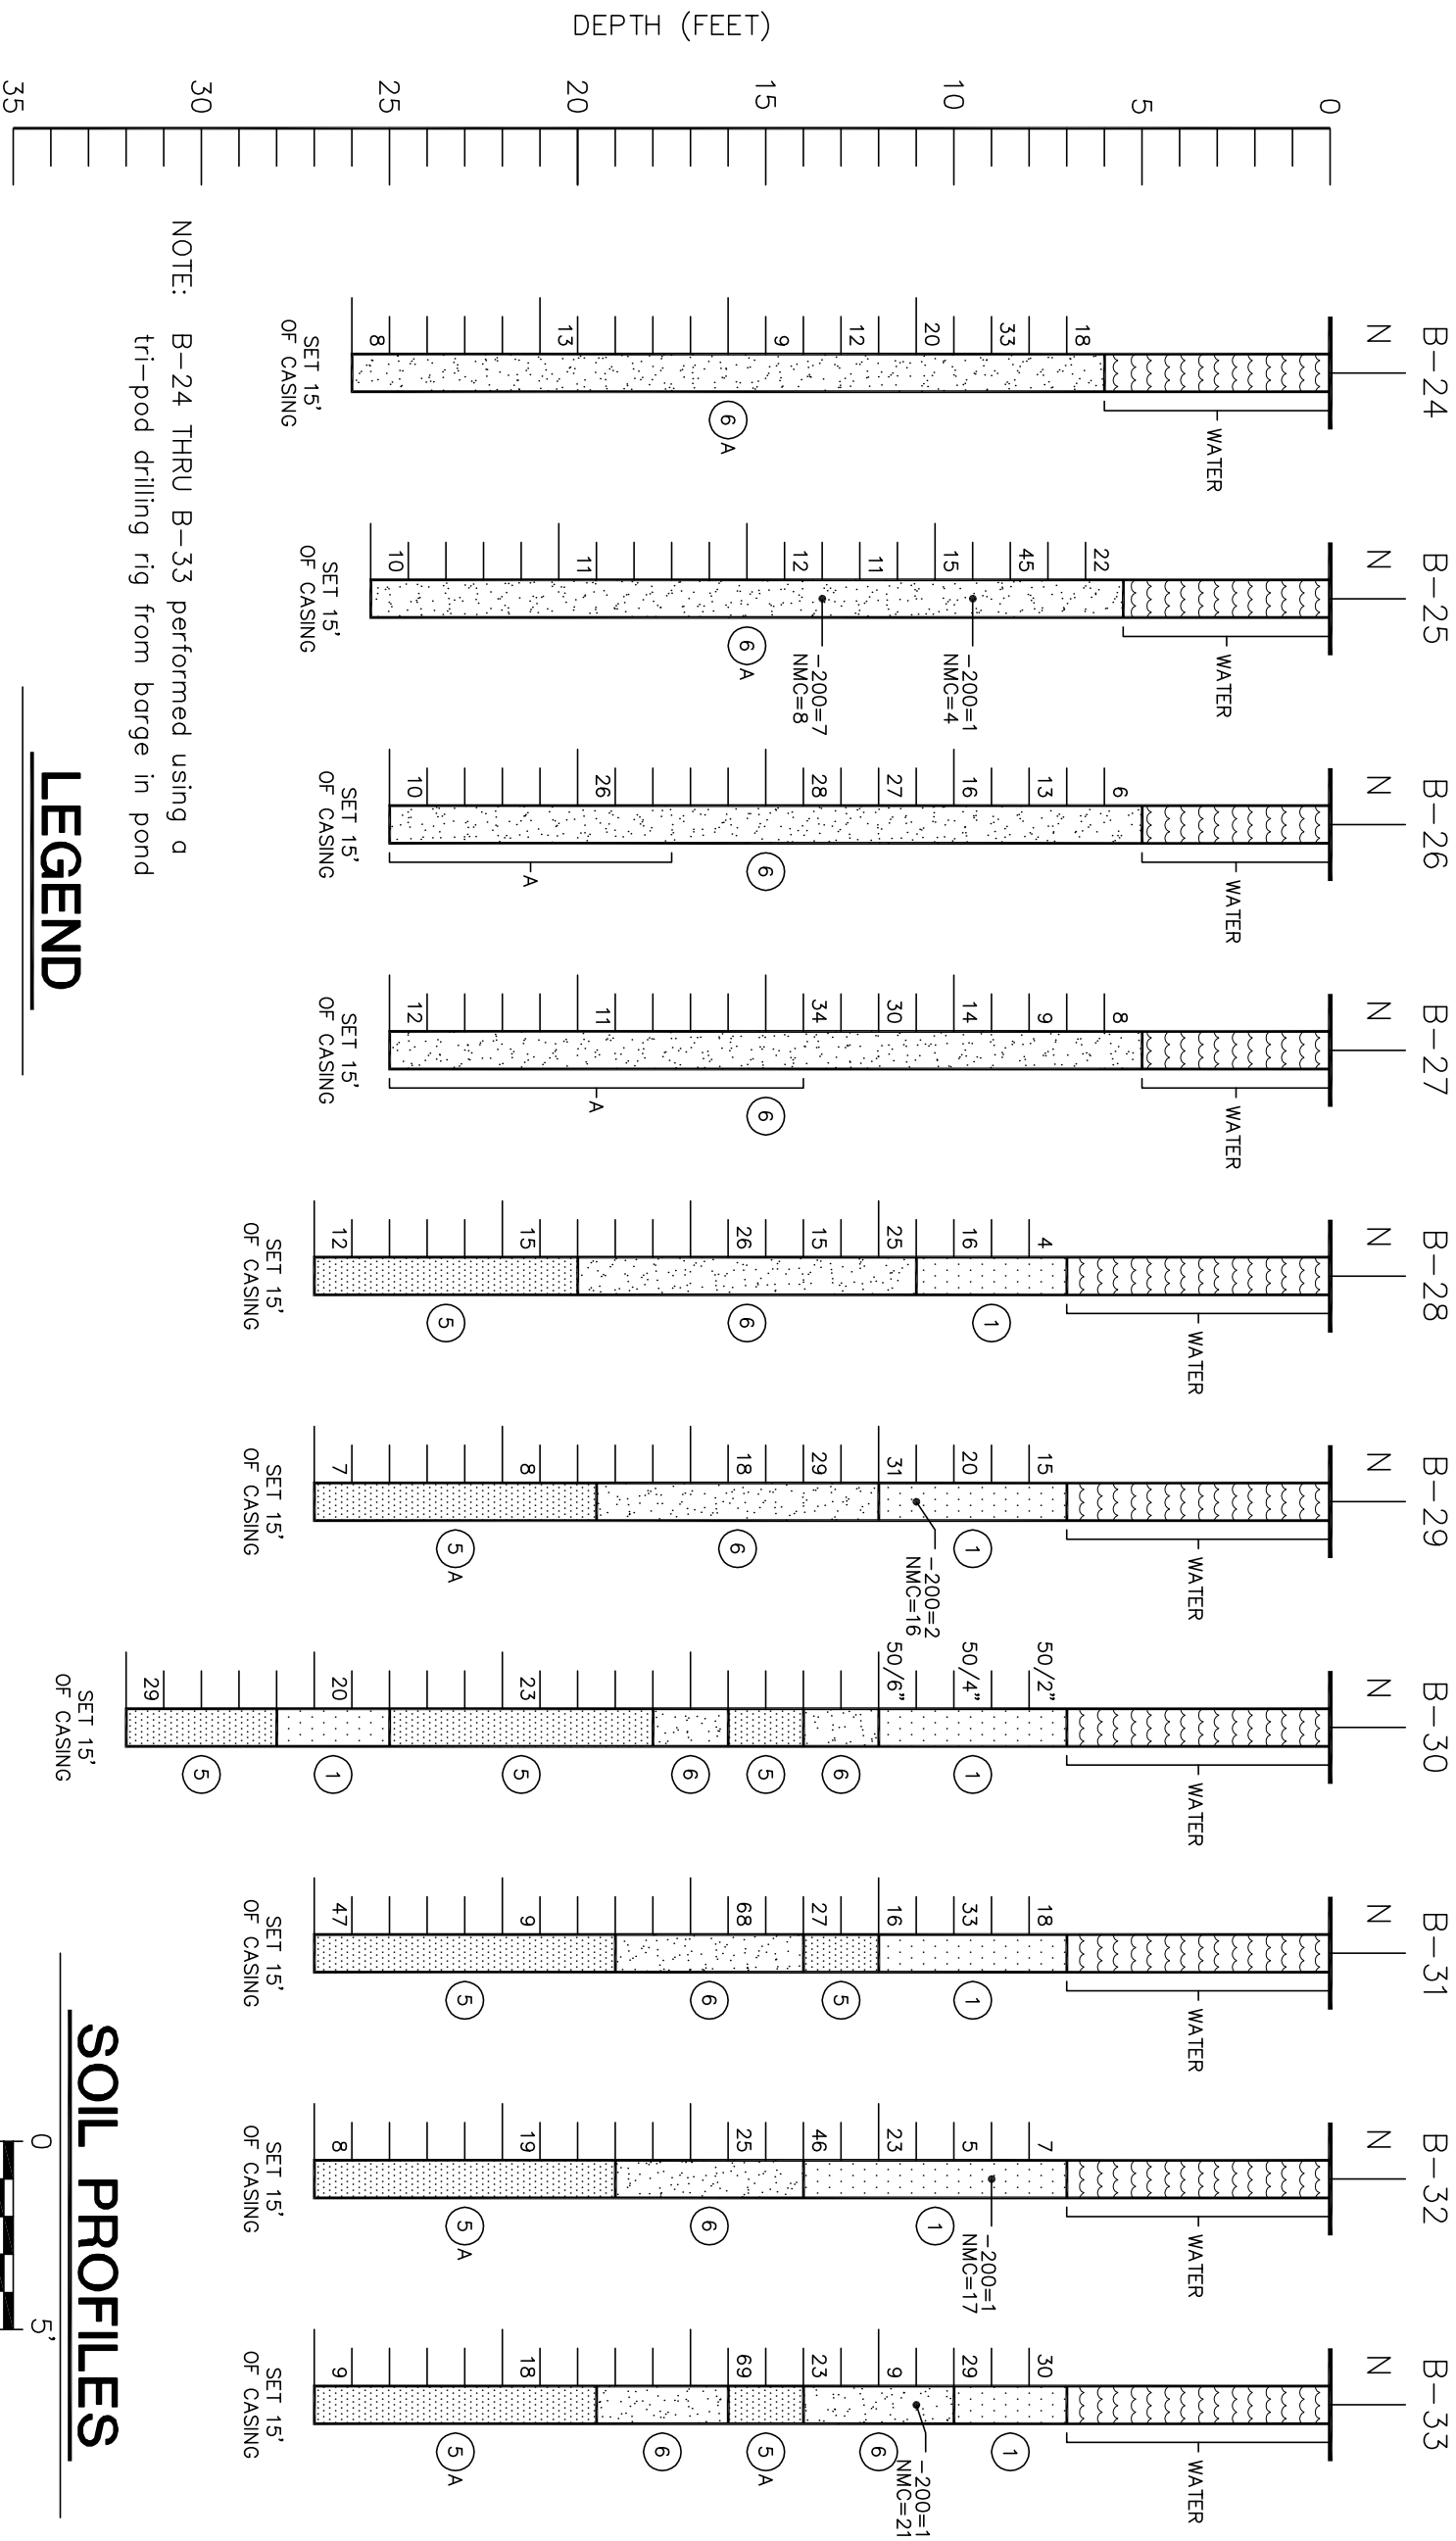 DEPTH (FEET)
0
5
10
15
20
25
30
35
B-24
N
WATER
18
33
20
12
9
13
8
6 A
SET 15'
OF CASING
B-25
N
WATER
22
45
15
11
12
11
10
-200=1
NMC=4
-200=7
NMC=8
6 A
SET 15'
OF CASING
B-26
N
WATER
6
13
16
27
28
26
10
6
A
SET 15'
OF CASING
B-27
N
WATER
8
9
14
30
34
11
12
6
A
SET 15'
OF CASING
B-28
N
WATER
4
16
25
15
26
15
12
1
6
5
SET 15'
OF CASING
B-29
N
WATER
15
20
31
29
18
8
7
1
-200=2
NMC=16
6
5 A
SET 15'
OF CASING
B-30
N
WATER
50/2"
50/4"
50/6"
23
20
29
1
6
5
6
5
1
5
SET 15'
OF CASING
B-31
N
WATER
18
33
16
27
68
9
47
1
5
6
5
SET 15'
OF CASING
B-32
N
WATER
7
5
23
46
25
19
8
-200=1
NMC=17
1
6
5 A
SET 15'
OF CASING
B-33
N
WATER
30
29
9
23
69
18
9
1
-200=1
NMC=21
6
5 A
6
5 A
SET 15'
OF CASING
NOTE: B-24 THRU B-33 performed using a
tri-pod drilling rig from barge in pond
LEGEND
SOIL PROFILES
0 5'